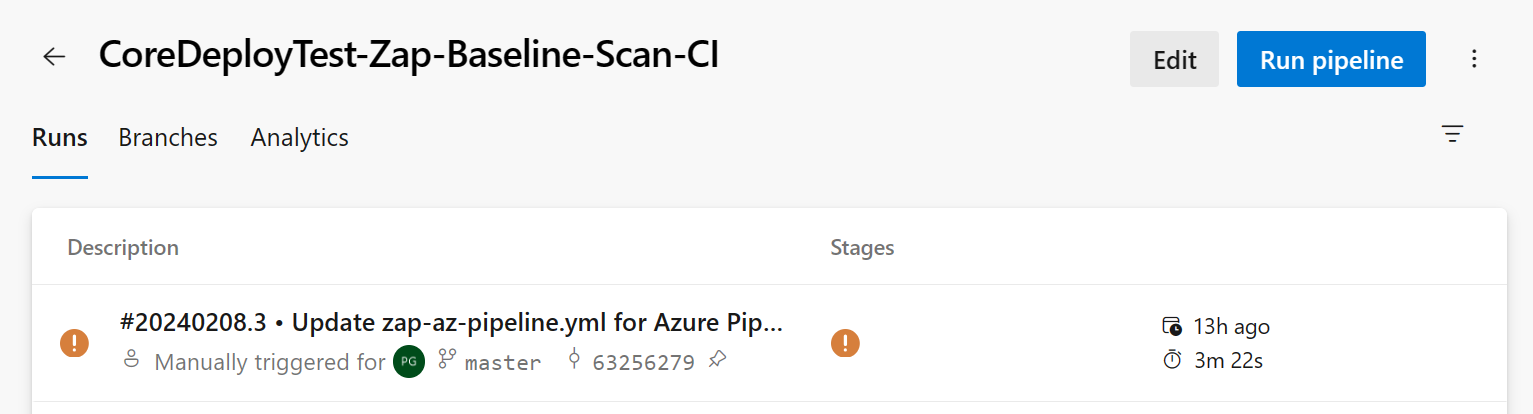 CoreDeployTest-Zap-Baseline-Scan-CI
Edit
Run pipeline
Runs
Branches
Analytics
Description
Stages
#20240208.3 • Update zap-az-pipeline.yml for Azure Pip...
13h ago
Manually triggered for PG master 63256279
3m 22s